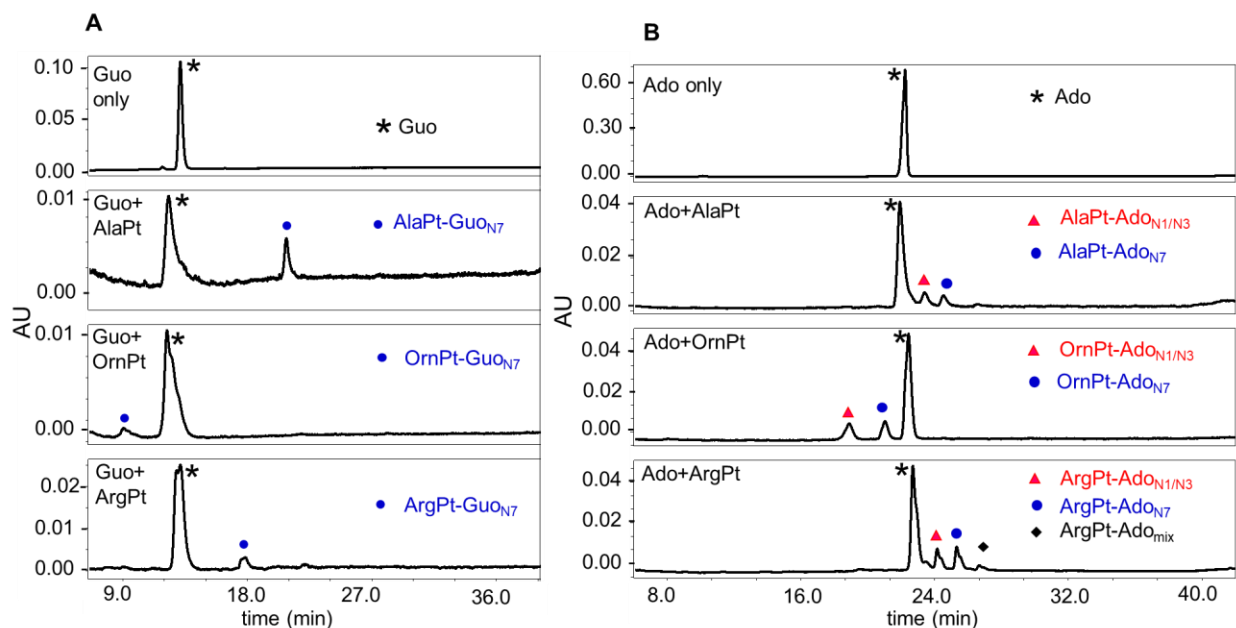 A
0.10
0.05
0.00
Guo
only
*
* Guo
0.01
0.00
Guo+
AlaPt
*
● AlaPt-GuoN7
AU
0.01
0.00
Guo+
OrnPt
*
● OrnPt-GuoN7
0.02
0.01
0.00
Guo+
ArgPt
*
● ArgPt-GuoN7
9.0 18.0 27.0 36.0
time (min)
B
0.60
0.30
0.00
Ado only
*
* Ado
0.04
0.02
0.00
Ado+AlaPt
*
▲ AlaPt-AdoN1/N3
● AlaPt-AdoN7
AU
0.04
0.02
0.00
Ado+OrnPt
*
▲ OrnPt-AdoN1/N3
● OrnPt-AdoN7
0.04
0.02
0.00
Ado+ArgPt
*
▲ ArgPt-AdoN1/N3
● ArgPt-AdoN7
◆ ArgPt-Adomix
8.0 16.0 24.0 32.0 40.0
time (min)